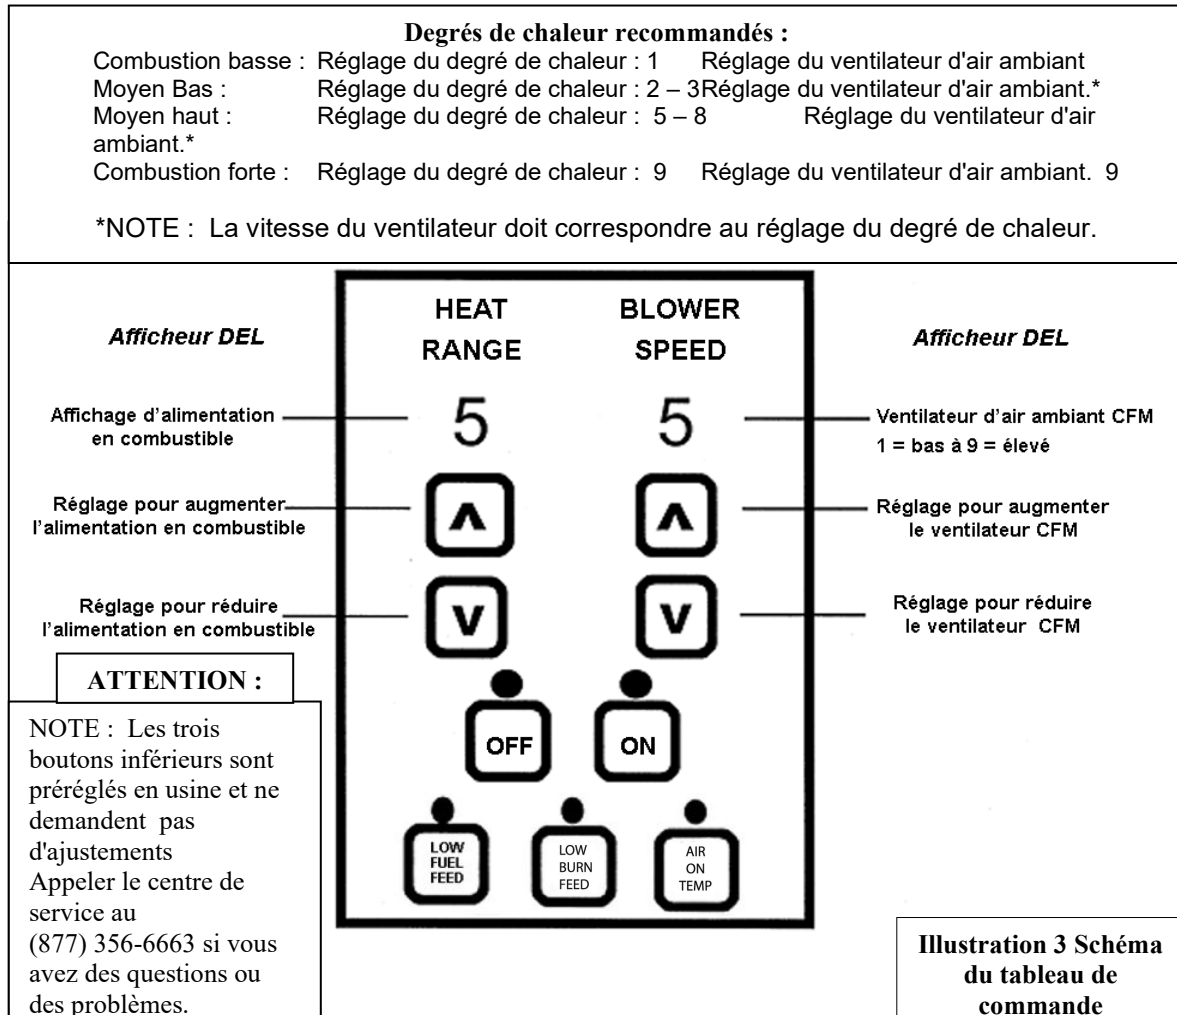 Degrés de chaleur recommandés :
Combustion basse : Réglage du degré de chaleur : 1 Réglage du ventilateur d'air ambiant
Moyen Bas : Réglage du degré de chaleur : 2 – 3Réglage du ventilateur d'air ambiant.*
Moyen haut : Réglage du degré de chaleur : 5 – 8 Réglage du ventilateur d'air
ambiant.*
Combustion forte : Réglage du degré de chaleur : 9 Réglage du ventilateur d'air ambiant. 9
*NOTE : La vitesse du ventilateur doit correspondre au réglage du degré de chaleur.
Afficheur DEL
Affichage d'alimentation
en combustible
Réglage pour augmenter
l'alimentation en combustible
Réglage pour réduire
l'alimentation en combustible
HEAT
RANGE
5
BLOWER
SPEED
5
OFF
ON
LOW
FUEL
FEED
LOW
BURN
FEED
AIR
ON
TEMP
Afficheur DEL
Ventilateur d'air ambiant CFM
1 = bas à 9 = élevé
Réglage pour augmenter
le ventilateur CFM
Réglage pour réduire
le ventilateur CFM
ATTENTION :
NOTE : Les trois
boutons inférieurs sont
préréglés en usine et ne
demandent pas
d'ajustements
Appeler le centre de
service au
(877) 356-6663 si vous
avez des questions ou
des problèmes.
Illustration 3 Schéma
du tableau de
commande